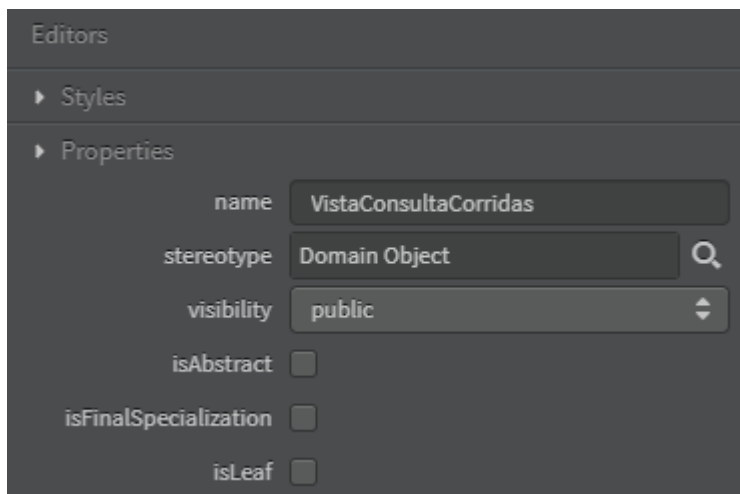 Editors
Styles
Properties
name VistaConsultaCorridas
stereotype Domain Object
visibility public
isAbstract
isFinalSpecialization
isLeaf